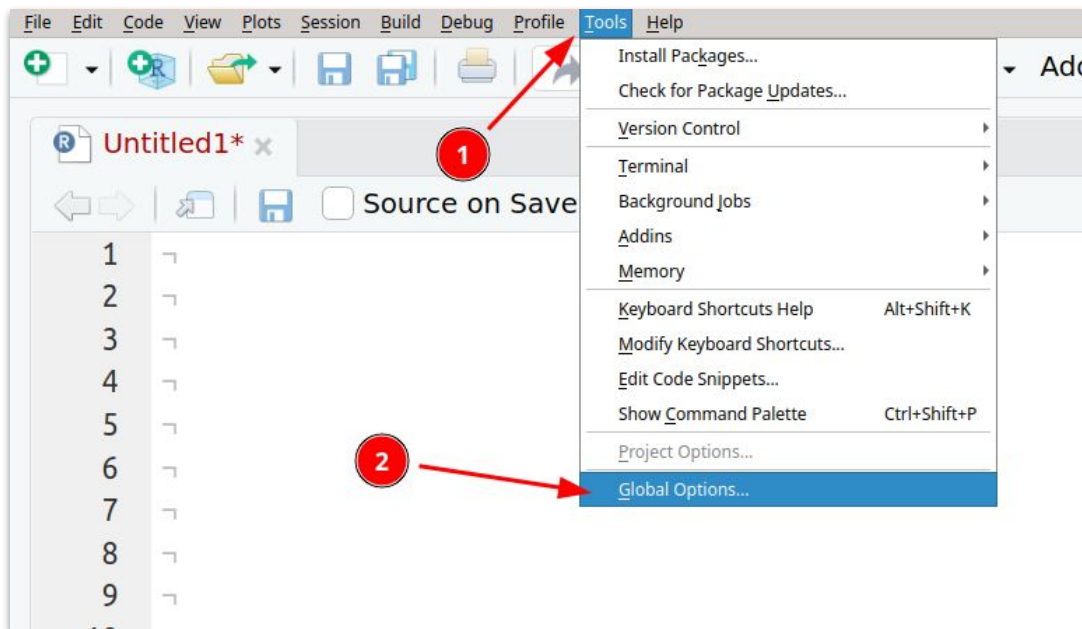 File Edit Code View Plots Session Build Debug Profile Tools Help
Install Packages...
Add
Check for Package Updates...
Untitled1*
Version Control
1
Terminal
Source on Save
Background Jobs
Addins
Memory
Keyboard Shortcuts Help Alt+Shift+K
Modify Keyboard Shortcuts...
Edit Code Snippets...
Show Command Palette Ctrl+Shift+P
Project Options...
2
Global Options...
1 ¬
2 ¬
3 ¬
4 ¬
5 ¬
6 ¬
7 ¬
8 ¬
9 ¬